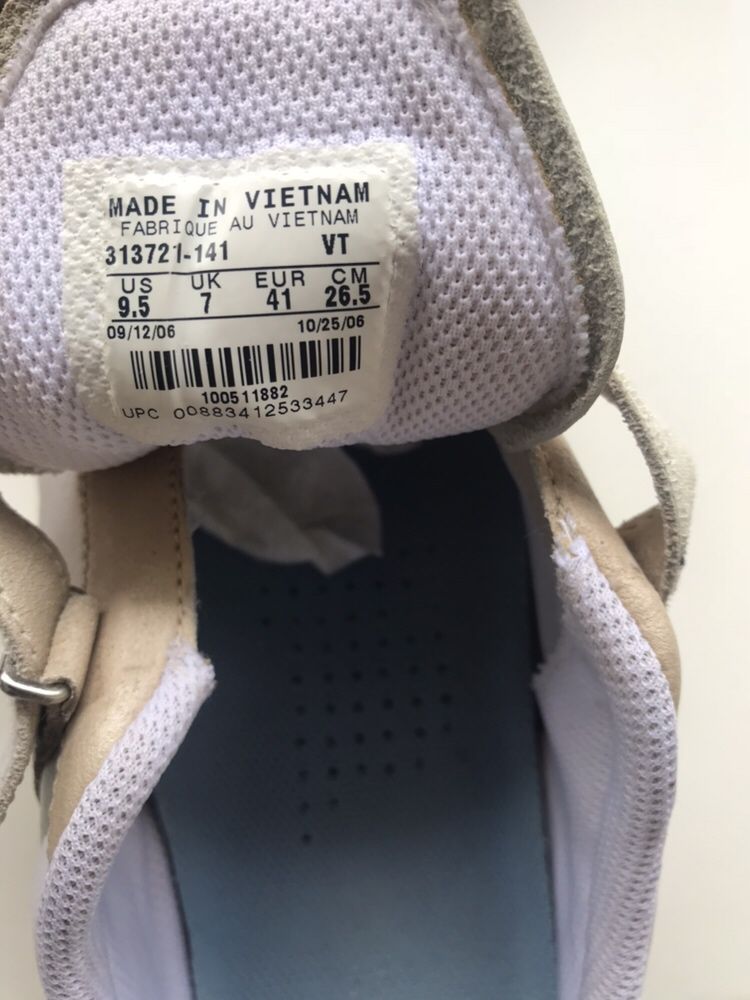 MADE IN VIETNAM
FABRIQUE AU VIETNAM
313721-141 VT
US UK EUR CM
9.5 7 41 26.5
09/12/06 10/25/06
100511882
UPC 00883412533447